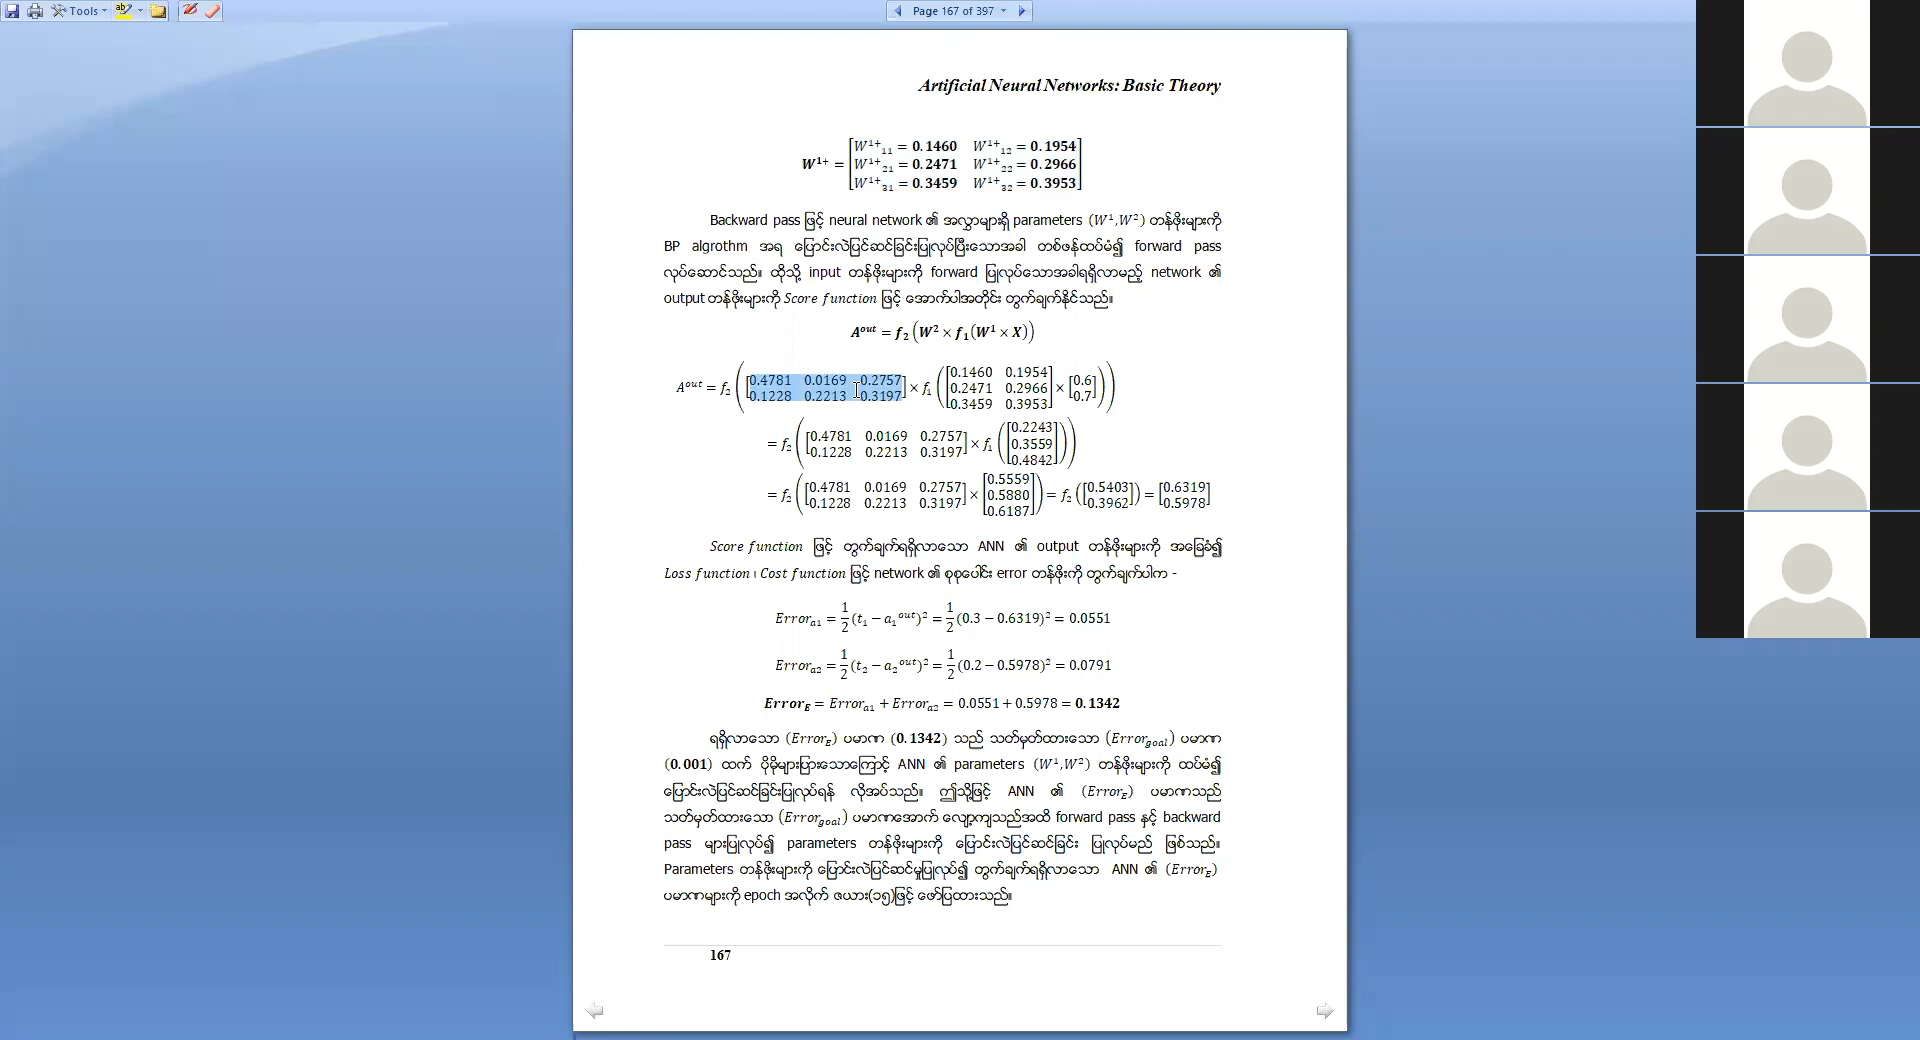 Tools
Page 167 of 397
Artificial Neural Networks: Basic Theory
W¹⁺ = [W¹⁺₁₁ = 0.1460 W¹⁺₁₂ = 0.1954
W¹⁺₂₁ = 0.2471 W¹⁺₂₂ = 0.2966
W¹⁺₃₁ = 0.3459 W¹⁺₃₂ = 0.3953]
Backward pass ဖြင့် neural network ၏ အလွှာများရှိ parameters (W¹,W²) တန်ဖိုးများကို
BP algrothm အရ ပြောင်းလဲပြင်ဆင်ခြင်းပြုလုပ်ပြီးသောအခါ တစ်ဖန်ထပ်မံ၍ forward pass
လုပ်ဆောင်သည်။ ထိုသို့ input တန်ဖိုးများကို forward ပြုလုပ်သောအခါရရှိလာမည့် network ၏
output တန်ဖိုးများကို Score function ဖြင့် အောက်ပါအတိုင်း တွက်ချက်နိုင်သည်။
Aᵒᵘᵗ = f₂(W² × f₁(W¹ × X))
Aᵒᵘᵗ = f₂([0.4781 0.0169 0.2757; 0.1228 0.2213 0.3197] × f₁([0.1460 0.1954; 0.2471 0.2966; 0.3459 0.3953] × [0.6; 0.7]))
= f₂([0.4781 0.0169 0.2757; 0.1228 0.2213 0.3197] × f₁([0.2243; 0.3559; 0.4842]))
= f₂([0.4781 0.0169 0.2757; 0.1228 0.2213 0.3197] × [0.5559; 0.5880; 0.6187]) = f₂([0.5403; 0.3962]) = [0.6319; 0.5978]
Score function ဖြင့် တွက်ချက်ရရှိလာသော ANN ၏ output တန်ဖိုးများကို အခြေခံ၍
Loss function ၊ Cost function ဖြင့် network ၏ စုစုပေါင်း error တန်ဖိုးကို တွက်ချက်ပါက -
Errorₐ₁ = 1/2 (t₁ − a₁ᵒᵘᵗ)² = 1/2 (0.3 − 0.6319)² = 0.0551
Errorₐ₂ = 1/2 (t₂ − a₂ᵒᵘᵗ)² = 1/2 (0.2 − 0.5978)² = 0.0791
Error_E = Errorₐ₁ + Errorₐ₂ = 0.0551 + 0.5978 = 0.1342
ရရှိလာသော (Error_E) ပမာဏ (0.1342) သည် သတ်မှတ်ထားသော (Error_goal) ပမာဏ
(0.001) ထက် ပိုမိုများပြားသောကြောင့် ANN ၏ parameters (W¹,W²) တန်ဖိုးများကို ထပ်မံ၍
ပြောင်းလဲပြင်ဆင်ခြင်းပြုလုပ်ရန် လိုအပ်သည်။ ဤသို့ဖြင့် ANN ၏ (Error_E) ပမာဏသည်
သတ်မှတ်ထားသော (Error_goal) ပမာဏအောက် လျော့ကျသည်အထိ forward pass နှင့် backward
pass များပြုလုပ်၍ parameters တန်ဖိုးများကို ပြောင်းလဲပြင်ဆင်ခြင်း ပြုလုပ်မည် ဖြစ်သည်။
Parameters တန်ဖိုးများကို ပြောင်းလဲပြင်ဆင်မှုပြုလုပ်၍ တွက်ချက်ရရှိလာသော ANN ၏ (Error_E)
ပမာဏများကို epoch အလိုက် ဇယား(၁၅)ဖြင့် ဖော်ပြထားသည်။
167